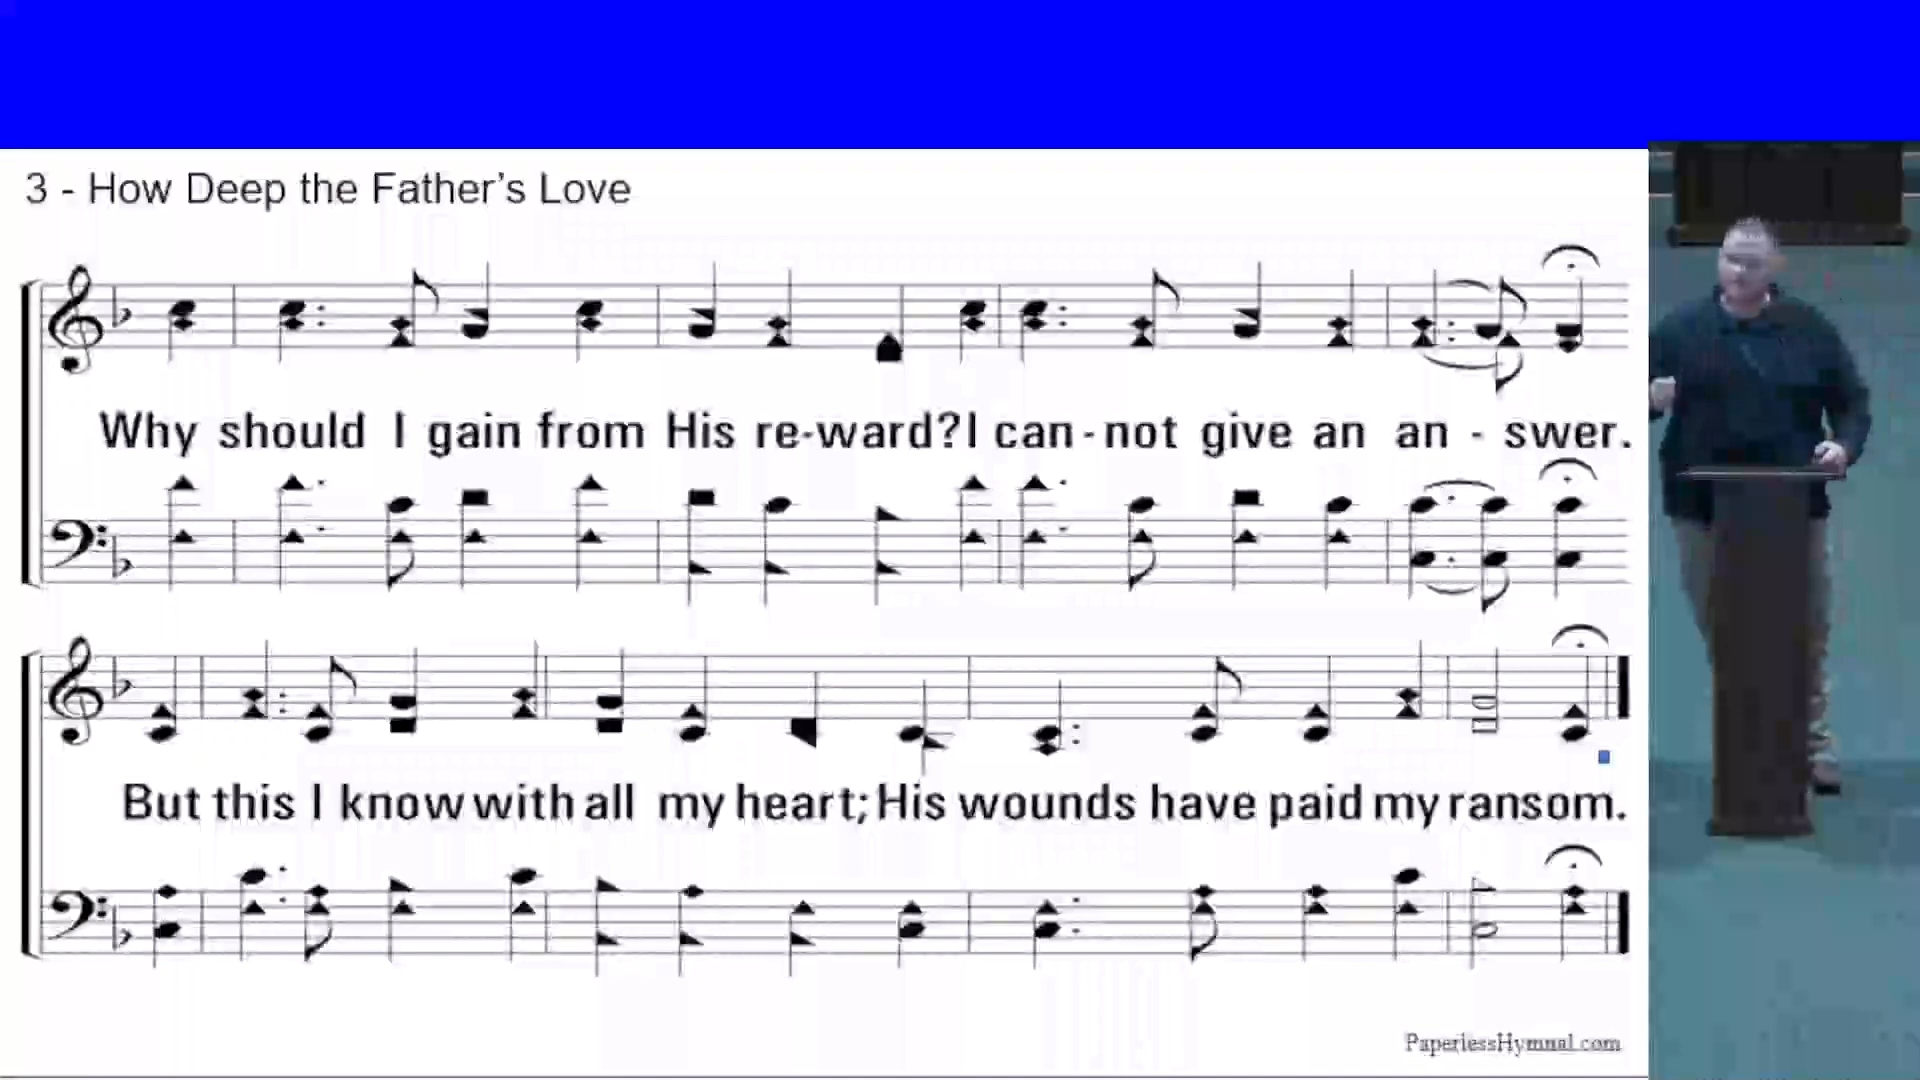 3 - How Deep the Father’s Love
Why should I gain from His re-ward?I can-not give an an - swer.
But this I know with all my heart; His wounds have paid my ransom.
PaperlessHymnal.com